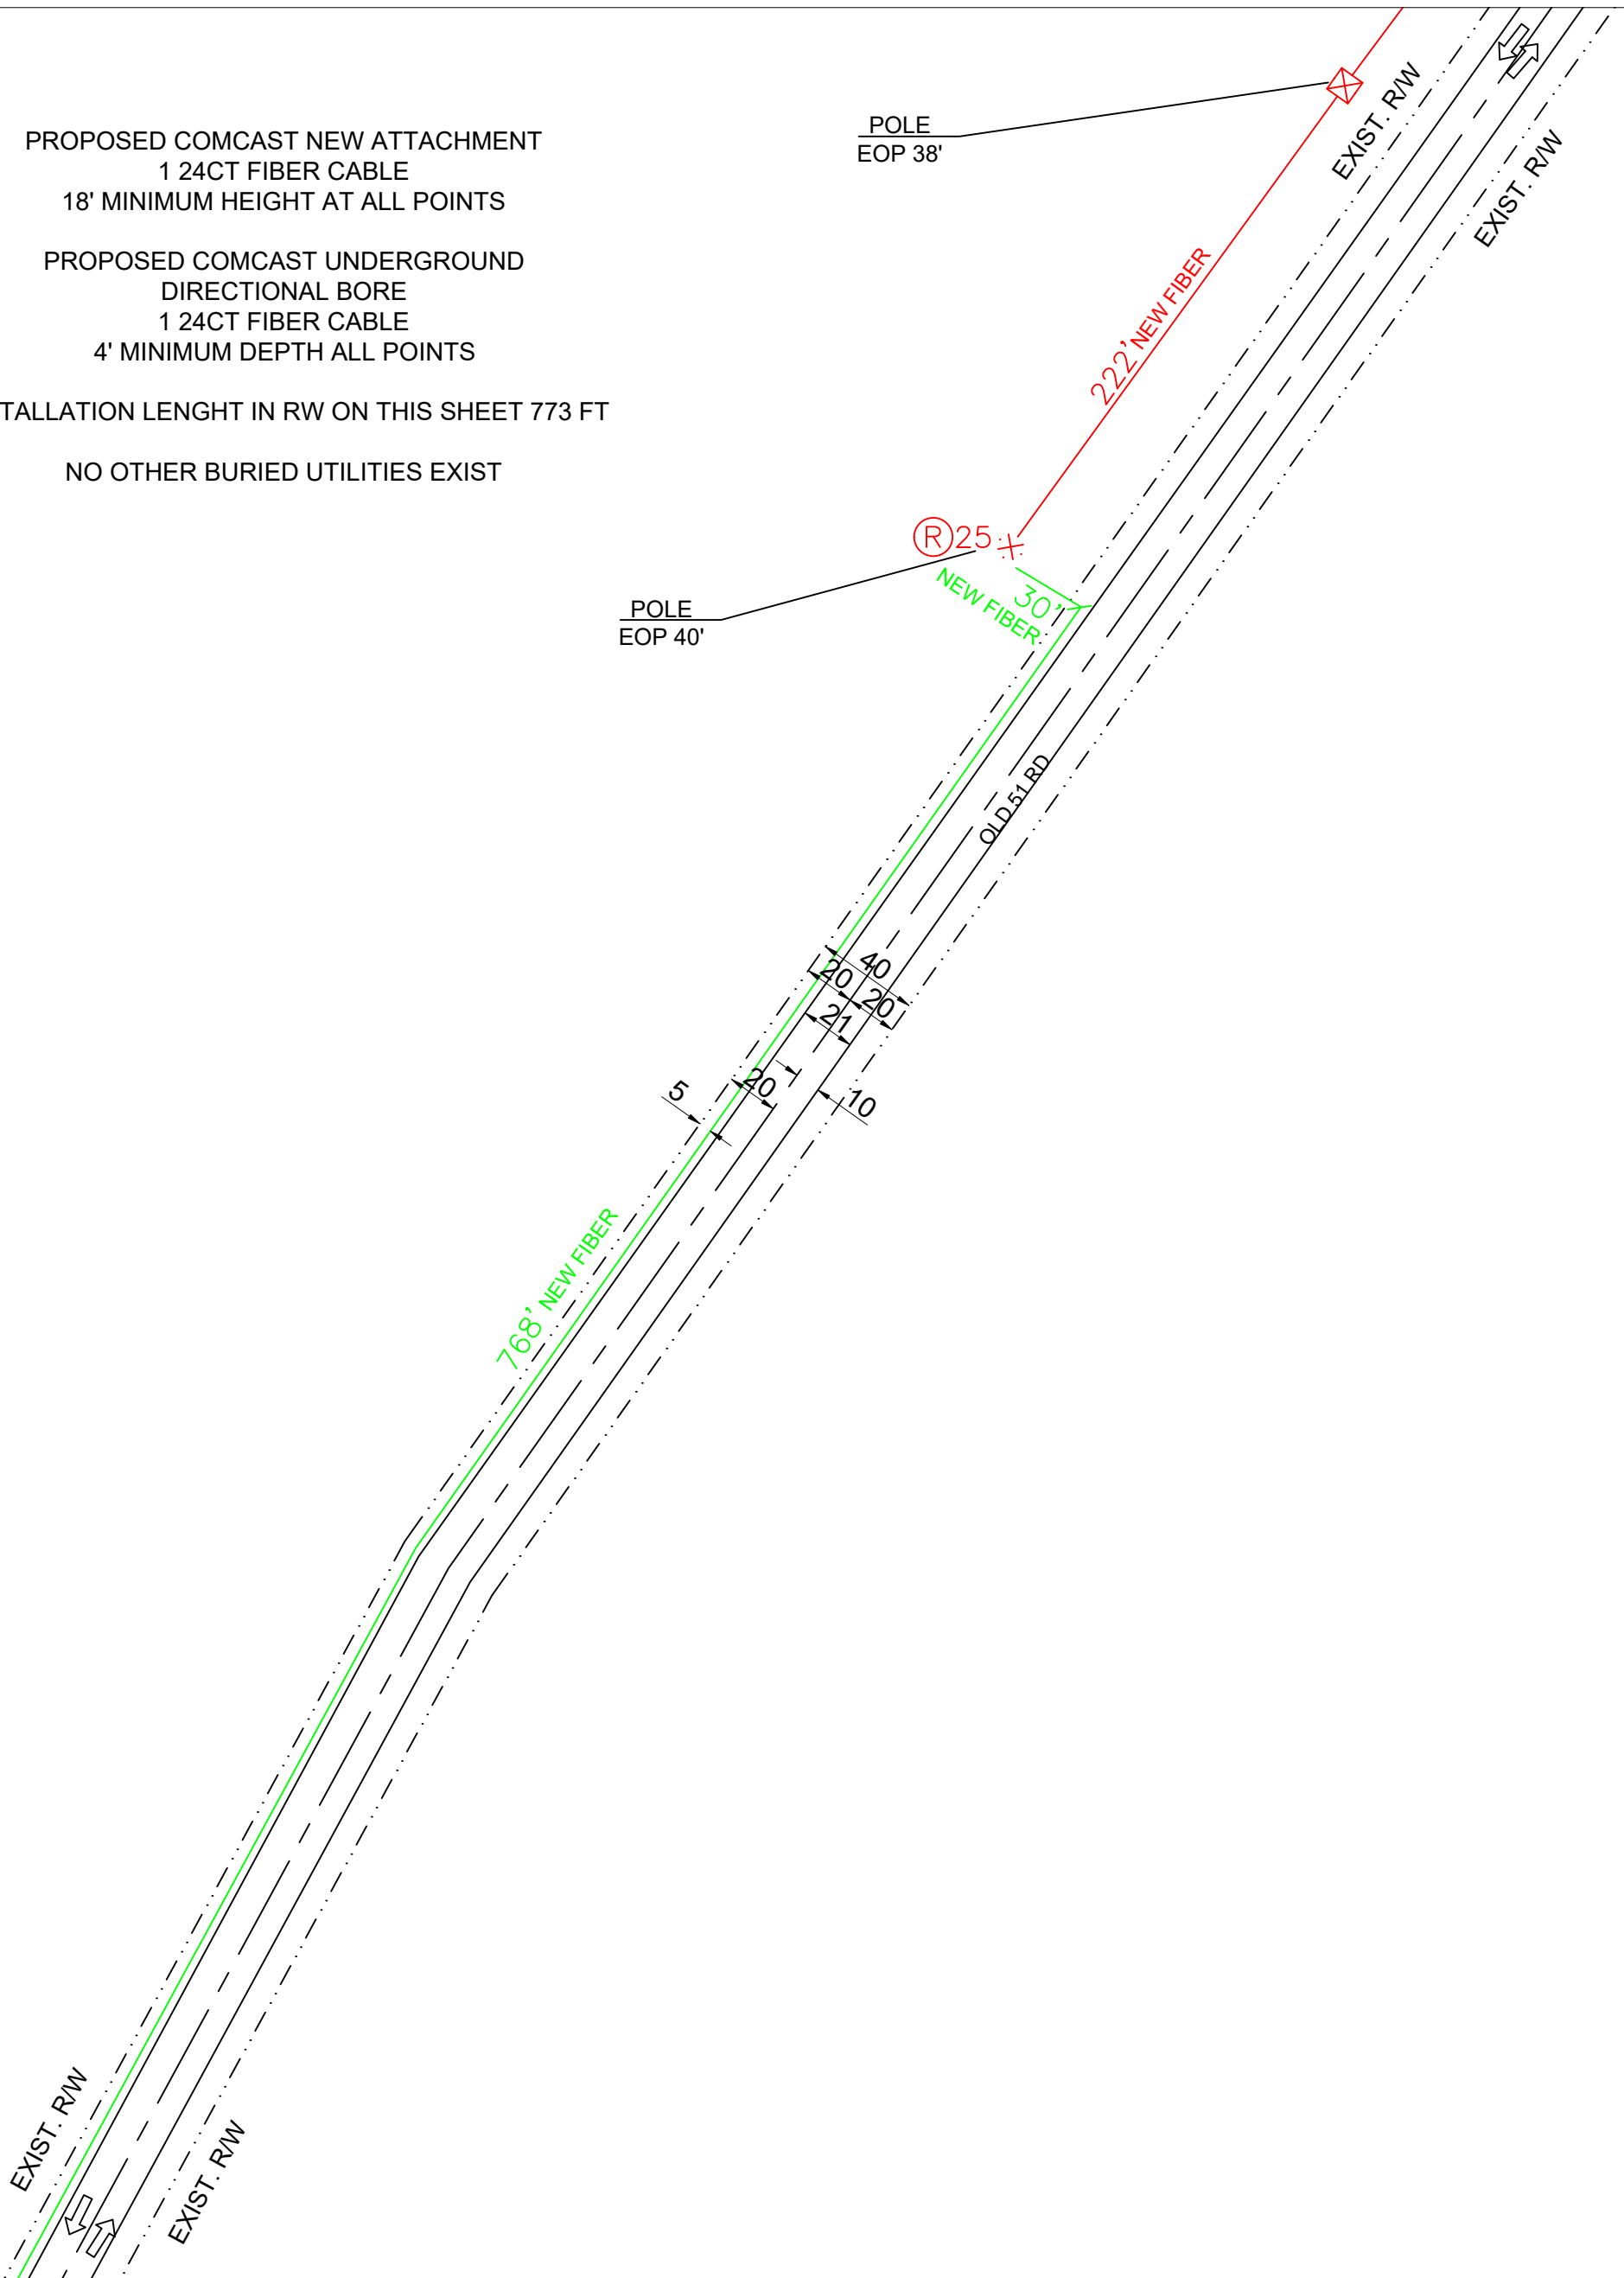 PROPOSED COMCAST NEW ATTACHMENT
1 24CT FIBER CABLE
18' MINIMUM HEIGHT AT ALL POINTS
PROPOSED COMCAST UNDERGROUND
DIRECTIONAL BORE
1 24CT FIBER CABLE
4' MINIMUM DEPTH ALL POINTS
TALLATION LENGHT IN RW ON THIS SHEET 773 FT
NO OTHER BURIED UTILITIES EXIST
POLE
EOP 38'
EXIST. R/W
EXIST. R/W
222' NEW FIBER
R 25
POLE
EOP 40'
30'
NEW FIBER
OLD 51 RD
40
20
20
21
20
5
10
768' NEW FIBER
EXIST. R/W
EXIST. R/W